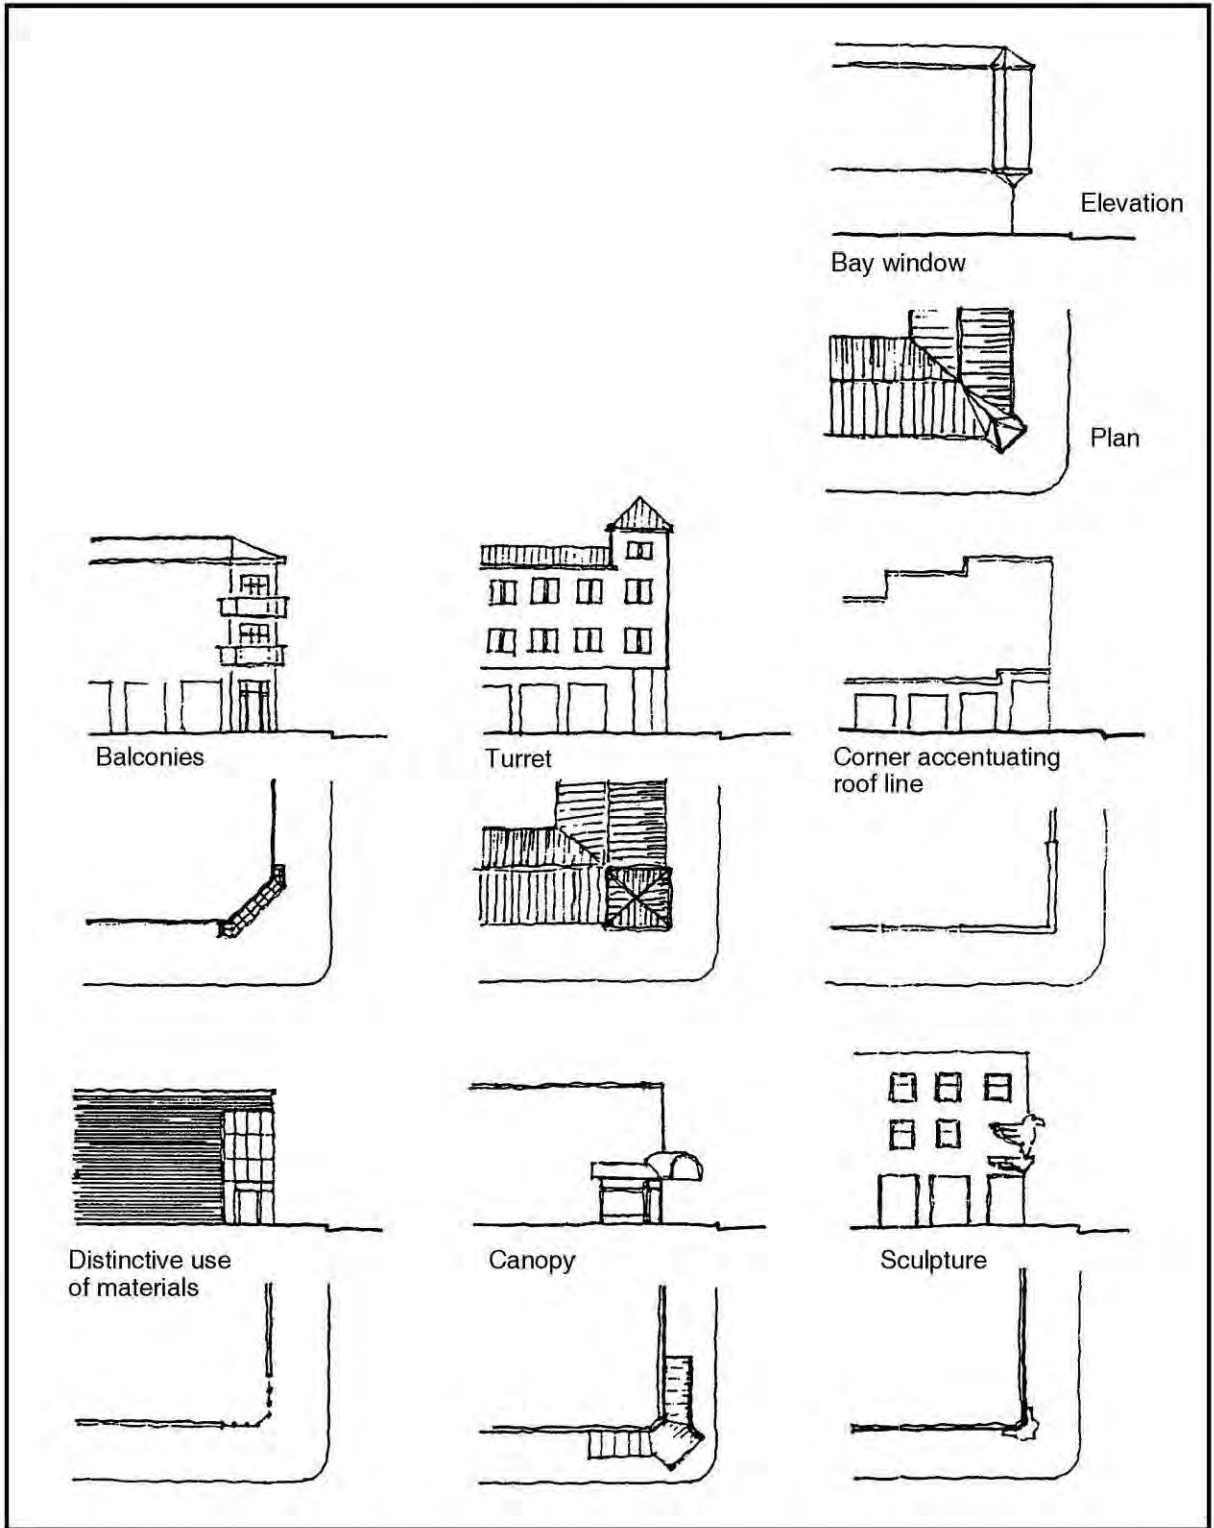 Elevation
Bay window
Plan
Balconies
Turret
Corner accentuating
roof line
Distinctive use
of materials
Canopy
Sculpture